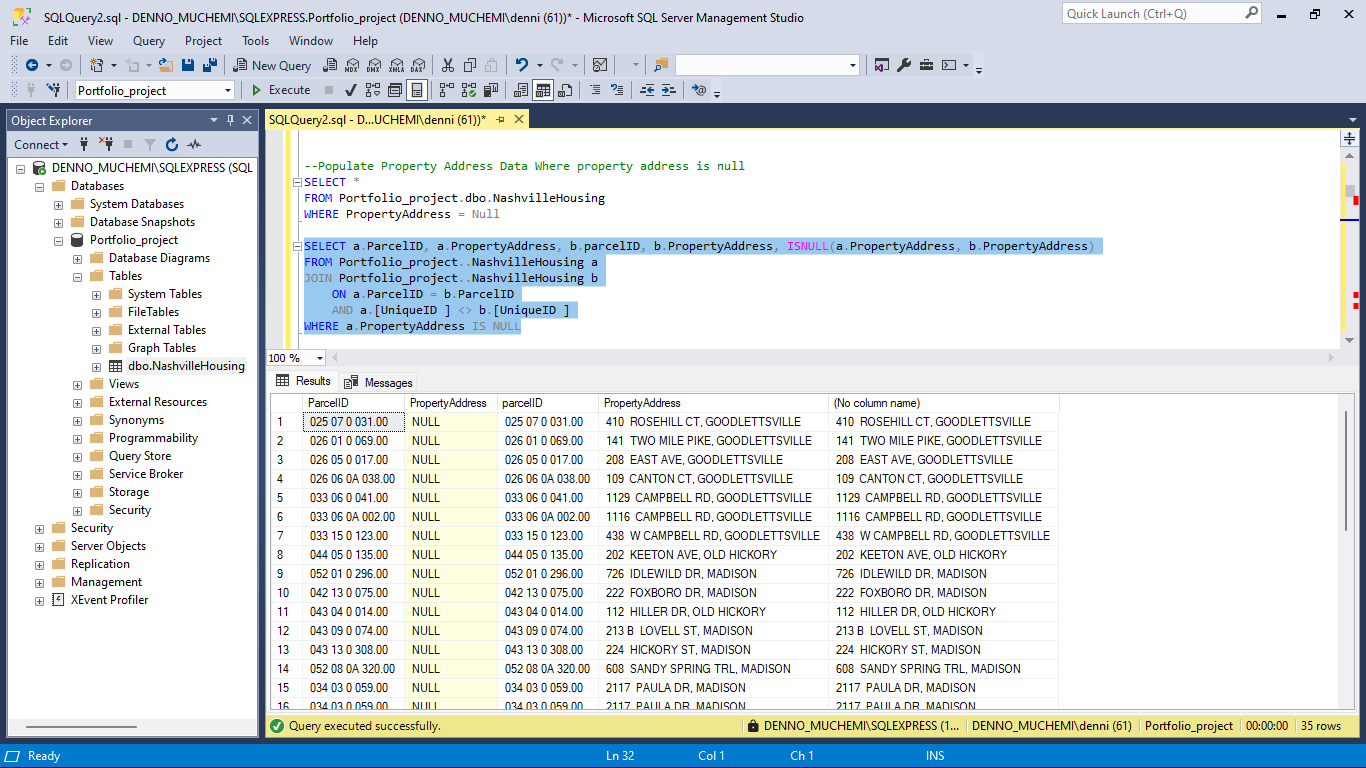 SQLQuery2.sql - DENNO_MUCHEMI\SQLEXPRESS.Portfolio_project (DENNO_MUCHEMI\denni (61))* - Microsoft SQL Server Management Studio
Quick Launch (Ctrl+Q)
File Edit View Query Project Tools Window Help
New Query MDX DMX XMLA DAX
Portfolio_project Execute
Object Explorer
Connect
DENNO_MUCHEMI\SQLEXPRESS (SQL
Databases
System Databases
Database Snapshots
Portfolio_project
Database Diagrams
Tables
System Tables
FileTables
External Tables
Graph Tables
dbo.NashvilleHousing
Views
External Resources
Synonyms
Programmability
Query Store
Service Broker
Storage
Security
Security
Server Objects
Replication
Management
XEvent Profiler
SQLQuery2.sql - D...UCHEMI\denni (61))*
--Populate Property Address Data Where property address is null
SELECT *
FROM Portfolio_project.dbo.NashvilleHousing
WHERE PropertyAddress = Null
SELECT a.ParcelID, a.PropertyAddress, b.parcelID, b.PropertyAddress, ISNULL(a.PropertyAddress, b.PropertyAddress)
FROM Portfolio_project..NashvilleHousing a
JOIN Portfolio_project..NashvilleHousing b
ON a.ParcelID = b.ParcelID
AND a.[UniqueID ] <> b.[UniqueID ]
WHERE a.PropertyAddress IS NULL
100 %
Results Messages
ParcelID PropertyAddress parcelID PropertyAddress (No column name)
1 025 07 0 031.00 NULL 025 07 0 031.00 410 ROSEHILL CT, GOODLETTSVILLE 410 ROSEHILL CT, GOODLETTSVILLE
2 026 01 0 069.00 NULL 026 01 0 069.00 141 TWO MILE PIKE, GOODLETTSVILLE 141 TWO MILE PIKE, GOODLETTSVILLE
3 026 05 0 017.00 NULL 026 05 0 017.00 208 EAST AVE, GOODLETTSVILLE 208 EAST AVE, GOODLETTSVILLE
4 026 06 0A 038.00 NULL 026 06 0A 038.00 109 CANTON CT, GOODLETTSVILLE 109 CANTON CT, GOODLETTSVILLE
5 033 06 0 041.00 NULL 033 06 0 041.00 1129 CAMPBELL RD, GOODLETTSVILLE 1129 CAMPBELL RD, GOODLETTSVILLE
6 033 06 0A 002.00 NULL 033 06 0A 002.00 1116 CAMPBELL RD, GOODLETTSVILLE 1116 CAMPBELL RD, GOODLETTSVILLE
7 033 15 0 123.00 NULL 033 15 0 123.00 438 W CAMPBELL RD, GOODLETTSVILLE 438 W CAMPBELL RD, GOODLETTSVILLE
8 044 05 0 135.00 NULL 044 05 0 135.00 202 KEETON AVE, OLD HICKORY 202 KEETON AVE, OLD HICKORY
9 052 01 0 296.00 NULL 052 01 0 296.00 726 IDLEWILD DR, MADISON 726 IDLEWILD DR, MADISON
10 042 13 0 075.00 NULL 042 13 0 075.00 222 FOXBORO DR, MADISON 222 FOXBORO DR, MADISON
11 043 04 0 014.00 NULL 043 04 0 014.00 112 HILLER DR, OLD HICKORY 112 HILLER DR, OLD HICKORY
12 043 09 0 074.00 NULL 043 09 0 074.00 213 B LOVELL ST, MADISON 213 B LOVELL ST, MADISON
13 043 13 0 308.00 NULL 043 13 0 308.00 224 HICKORY ST, MADISON 224 HICKORY ST, MADISON
14 052 08 0A 320.00 NULL 052 08 0A 320.00 608 SANDY SPRING TRL, MADISON 608 SANDY SPRING TRL, MADISON
15 034 03 0 059.00 NULL 034 03 0 059.00 2117 PAULA DR, MADISON 2117 PAULA DR, MADISON
16 034 03 0 059.00 NULL 034 03 0 059.00 2117 PAULA DR, MADISON 2117 PAULA DR, MADISON
Query executed successfully. DENNO_MUCHEMI\SQLEXPRESS (1... DENNO_MUCHEMI\denni (61) Portfolio_project 00:00:00 35 rows
Ready Ln 32 Col 1 Ch 1 INS